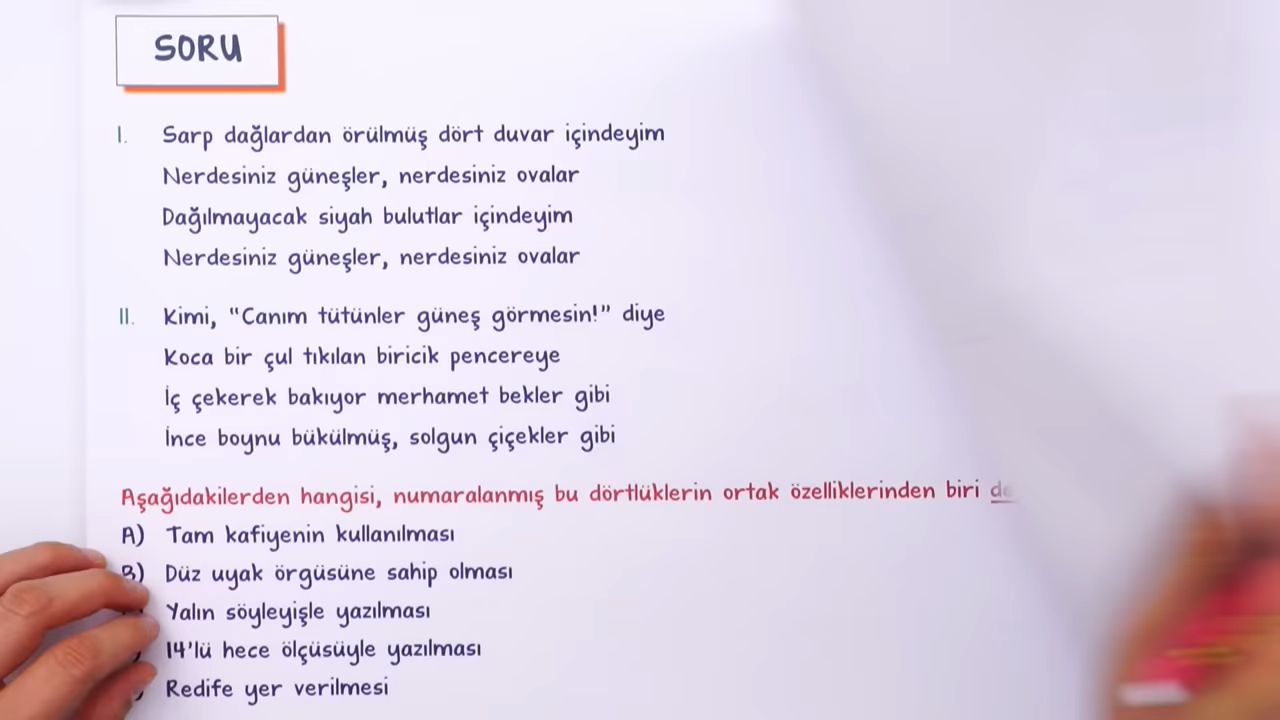 SORU
I. Sarp dağlardan örülmüş dört duvar içindeyim
Nerdesiniz güneşler, nerdesiniz ovalar
Dağılmayacak siyah bulutlar içindeyim
Nerdesiniz güneşler, nerdesiniz ovalar
II. Kimi, “Canım tütünler güneş görmesin!” diye
Koca bir çul tıkılan biricik pencereye
İç çekerek bakıyor merhamet bekler gibi
İnce boynu bükülmüş, solgun çiçekler gibi
Aşağıdakilerden hangisi, numaralanmış bu dörtlüklerin ortak özelliklerinden biri
A) Tam kafiyenin kullanılması
B) Düz uyak örgüsüne sahip olması
Yalın söyleyişle yazılması
14'lü hece ölçüsüyle yazılması
Redife yer verilmesi